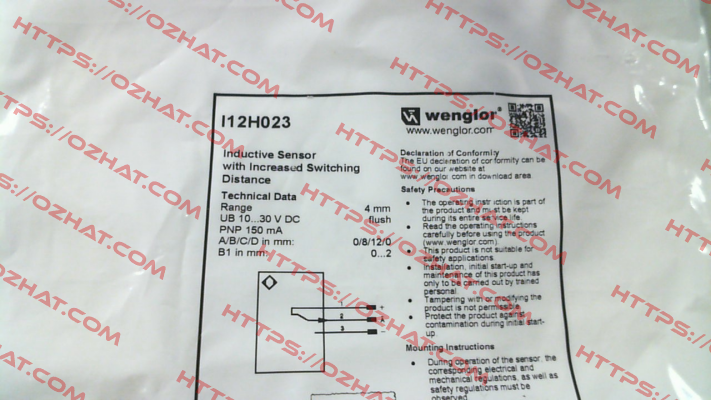 I12H023
Inductive Sensor
with Increased Switching
Distance
Technical Data
Range 4 mm
UB 10...30 V DC flush
PNP 150 mA
A/B/C/D in mm: 0/8/12/0
B1 in mm: 0...2
+
2
3
−
wenglor®
www.wenglor.com
Declaration of Conformity
The EU declaration of conformity can be
found on our website at
www.wenglor.com in download area
Safety Precautions
• The operating instruction is part of
the product and must be kept
during its entire service life.
• Read the operating instructions
carefully before using the product
(www.wenglor.com).
• This product is not suitable for
safety applications.
• Installation, initial start-up and
maintenance of this product has
only to be carried out by trained
personal.
• Tampering with or modifying the
product is not permissible.
• Protect the product against
contamination during initial start-
up.
Mounting Instructions
• During operation of the sensor, the
corresponding electrical and
mechanical regulations, as well as
safety regulations must be
observed
HTTPS://OZHAT.COM